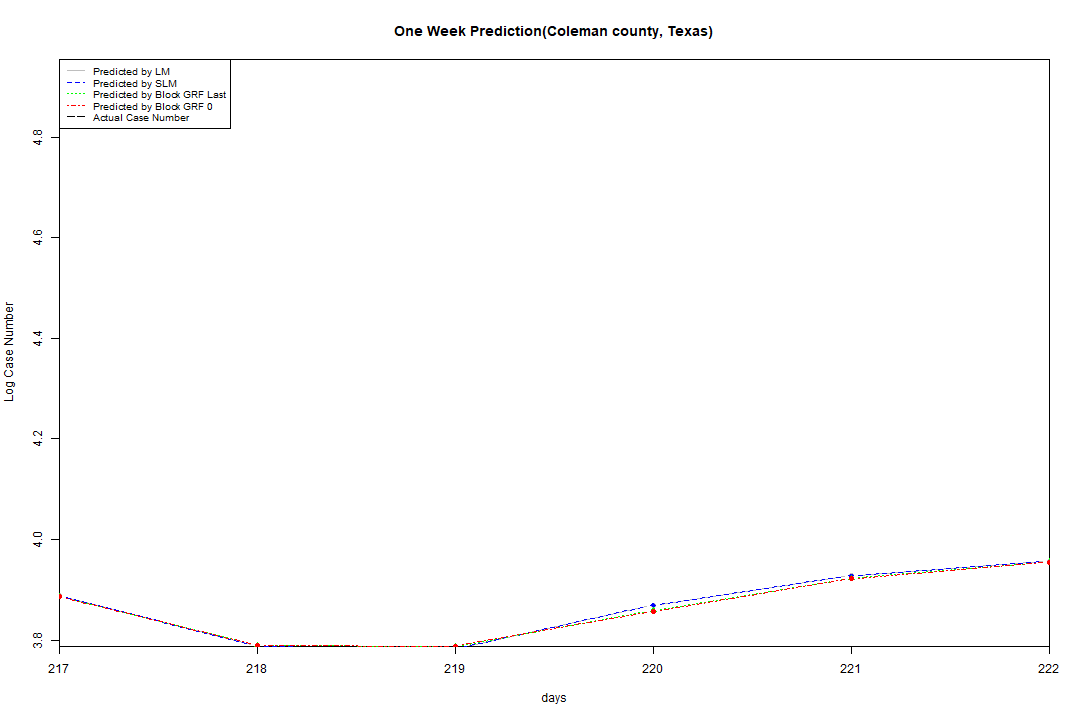 One Week Prediction(Coleman county, Texas)
Predicted by LM
Predicted by SLM
Predicted by Block GRF Last
Predicted by Block GRF 0
Actual Case Number
4.8
4.6
4.4
4.2
4.0
3.8
Log Case Number
217 218 219 220 221 222
days